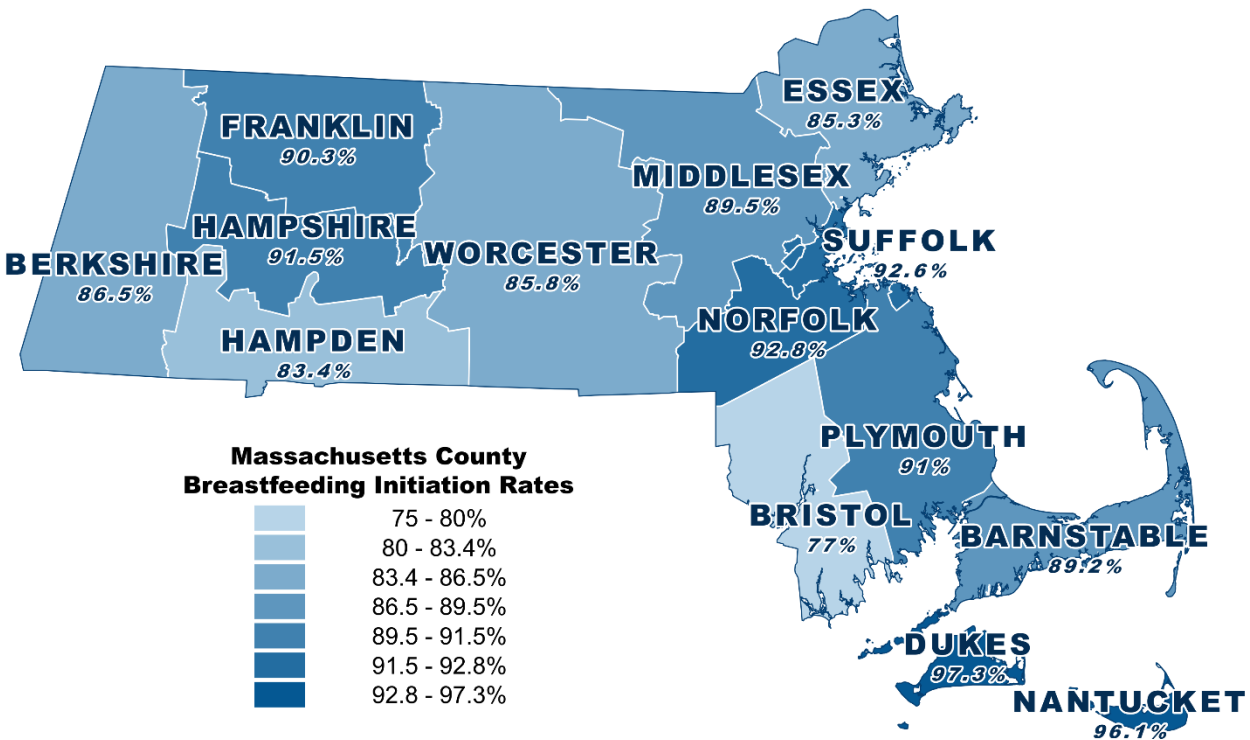 ESSEX
85.3%
FRANKLIN
90.3%
MIDDLESEX
89.5%
HAMPSHIRE
91.5%
SUFFOLK
92.6%
BERKSHIRE
86.5%
WORCESTER
85.8%
NORFOLK
92.8%
HAMPDEN
83.4%
PLYMOUTH
91%
BRISTOL
77%
BARNSTABLE
89.2%
DUKES
97.3%
NANTUCKET
96.1%
Massachusetts County
Breastfeeding Initiation Rates
75 - 80%
80 - 83.4%
83.4 - 86.5%
86.5 - 89.5%
89.5 - 91.5%
91.5 - 92.8%
92.8 - 97.3%